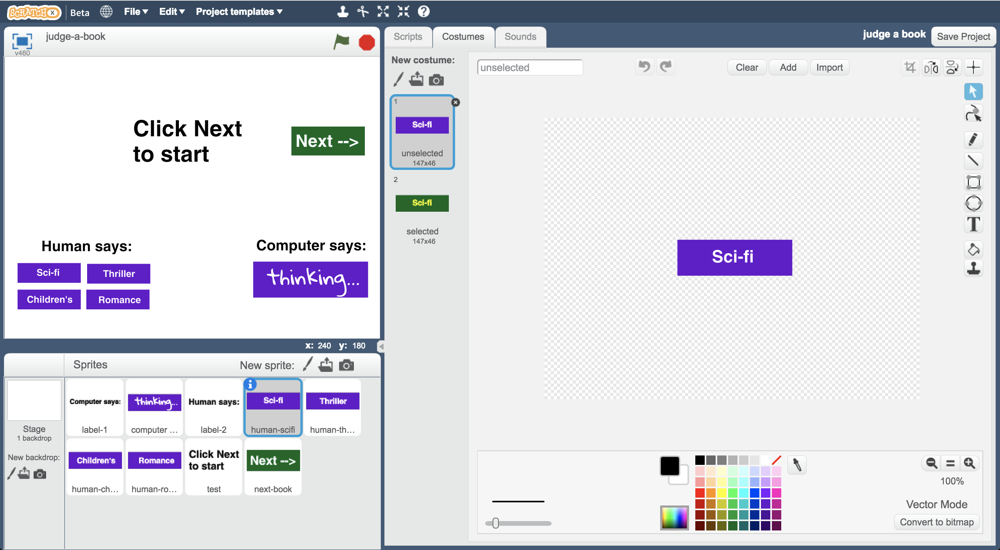 SCRATCH X Beta File Edit Project templates
judge-a-book
v460
Click Next
to start
Next -->
Human says:
Sci-fi Thriller
Children's Romance
Computer says:
thinking...
x: 240 y: 180
Sprites New sprite:
Stage
1 backdrop
New backdrop:
Computer says:
label-1
thinking...
computer ...
Human says:
label-2
Sci-fi
human-scifi
Thriller
human-th...
Children's
human-ch...
Romance
human-ro...
Click Next
to start
test
Next -->
next-book
Scripts Costumes Sounds
judge a book Save Project
New costume:
1
Sci-fi
unselected
147x46
2
Sci-fi
selected
147x46
unselected
Clear Add Import
T
Sci-fi
100%
Vector Mode
Convert to bitmap